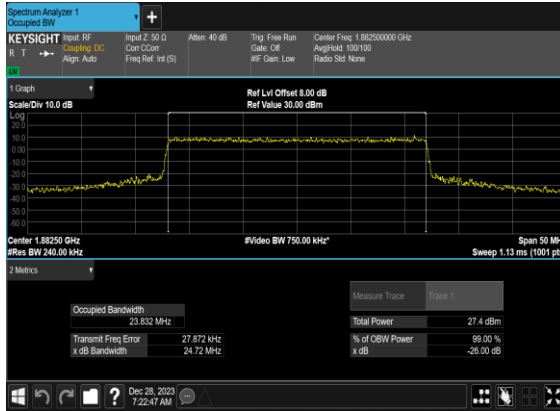 Spectrum Analyzer 1
Occupied BW
+
KEYSIGHT Input: RF Input Z: 50 Ω Atten: 40 dB Trig: Free Run Center Freq: 1.882500000 GHz
R T Coupling: DC Corr CCorr Gate: Off Avg|Hold: 100/100
Align: Auto Freq Ref: Int (S) #IF Gain: Low Radio Std: None
LV
1 Graph Ref Lvl Offset 8.00 dB
Scale/Div 10.0 dB Ref Value 30.00 dBm
Log
20.0
10.0
0.00
-10.0
-20.0
-30.0
-40.0
-50.0
-60.0
Center 1.88250 GHz #Video BW 750.00 kHz* Span 50 MH
#Res BW 240.00 kHz Sweep 1.13 ms (1001 pt
2 Metrics
Measure Trace Trace 1
Occupied Bandwidth
23.832 MHz Total Power 27.4 dBm
Transmit Freq Error 27.872 kHz % of OBW Power 99.00 %
x dB Bandwidth 24.72 MHz x dB -26.00 dB
? Dec 28, 2023
7:22:47 AM